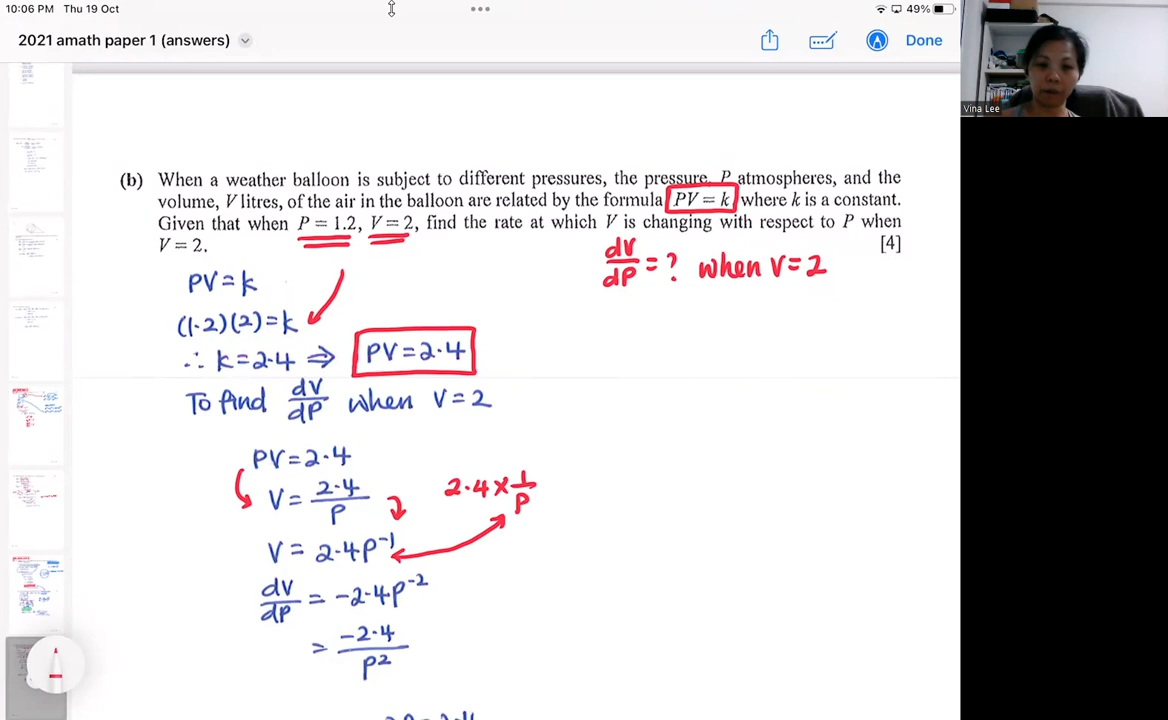 10:06 PM Thu 19 Oct
49%
2021 amath paper 1 (answers)
Done
Vina Lee
(b) When a weather balloon is subject to different pressures, the pressure, P atmospheres, and the
volume, V litres, of the air in the balloon are related by the formula PV = k where k is a constant.
Given that when P = 1.2, V = 2, find the rate at which V is changing with respect to P when
V = 2. [4]
dV/dP = ? when V=2
PV=k
(1·2)(2)=k
∴ k=2·4 ⇒ PV=2·4
To find dV/dP when V=2
PV=2·4
V= 2·4/P
2·4×1/P
V= 2·4P⁻¹
dV/dP = -2·4P⁻²
= -2·4/P²